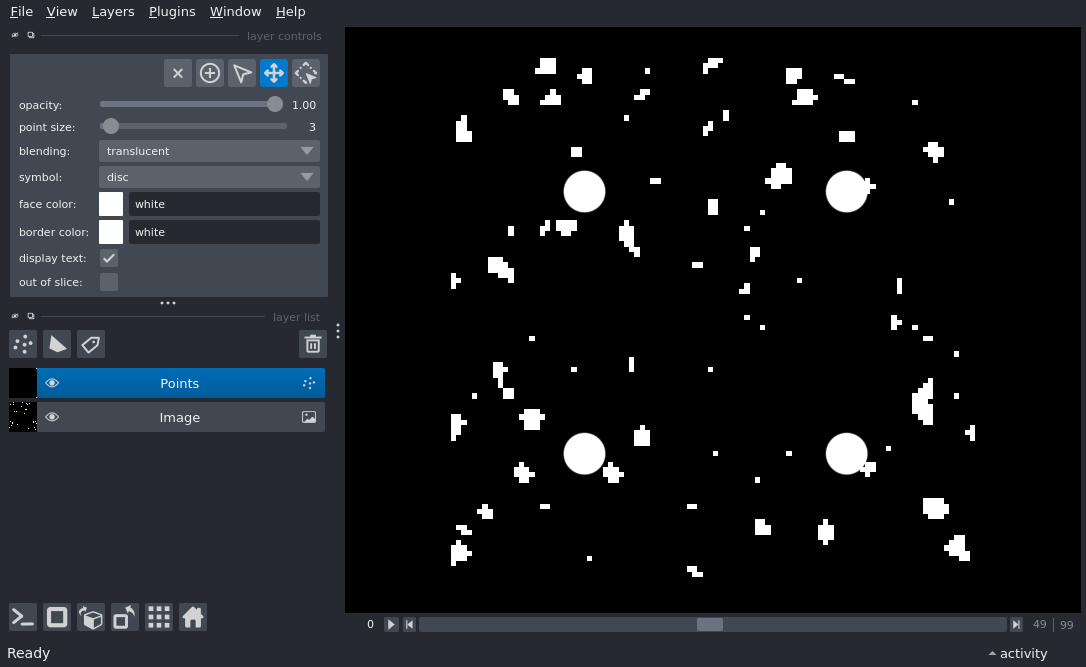 File View Layers Plugins Window Help
layer controls
opacity: 1.00
point size: 3
blending: translucent
symbol: disc
face color: white
border color: white
display text:
out of slice:
layer list
Points
Image
0 49 99
Ready activity